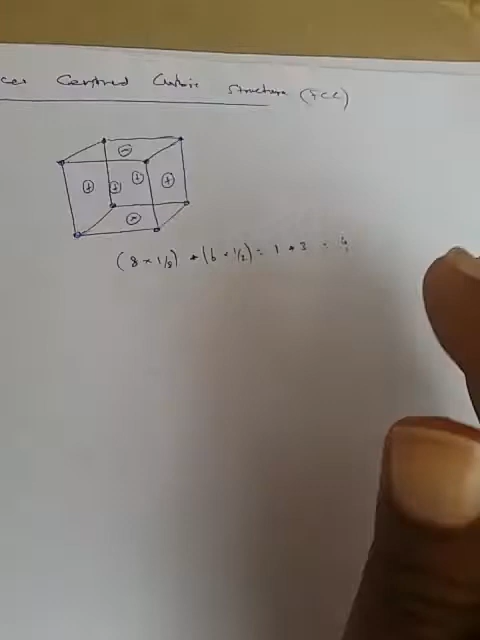 Centred Cubic Structure (FCC)
(8 × 1/8) + (6 × 1/2) = 1 + 3 = 4